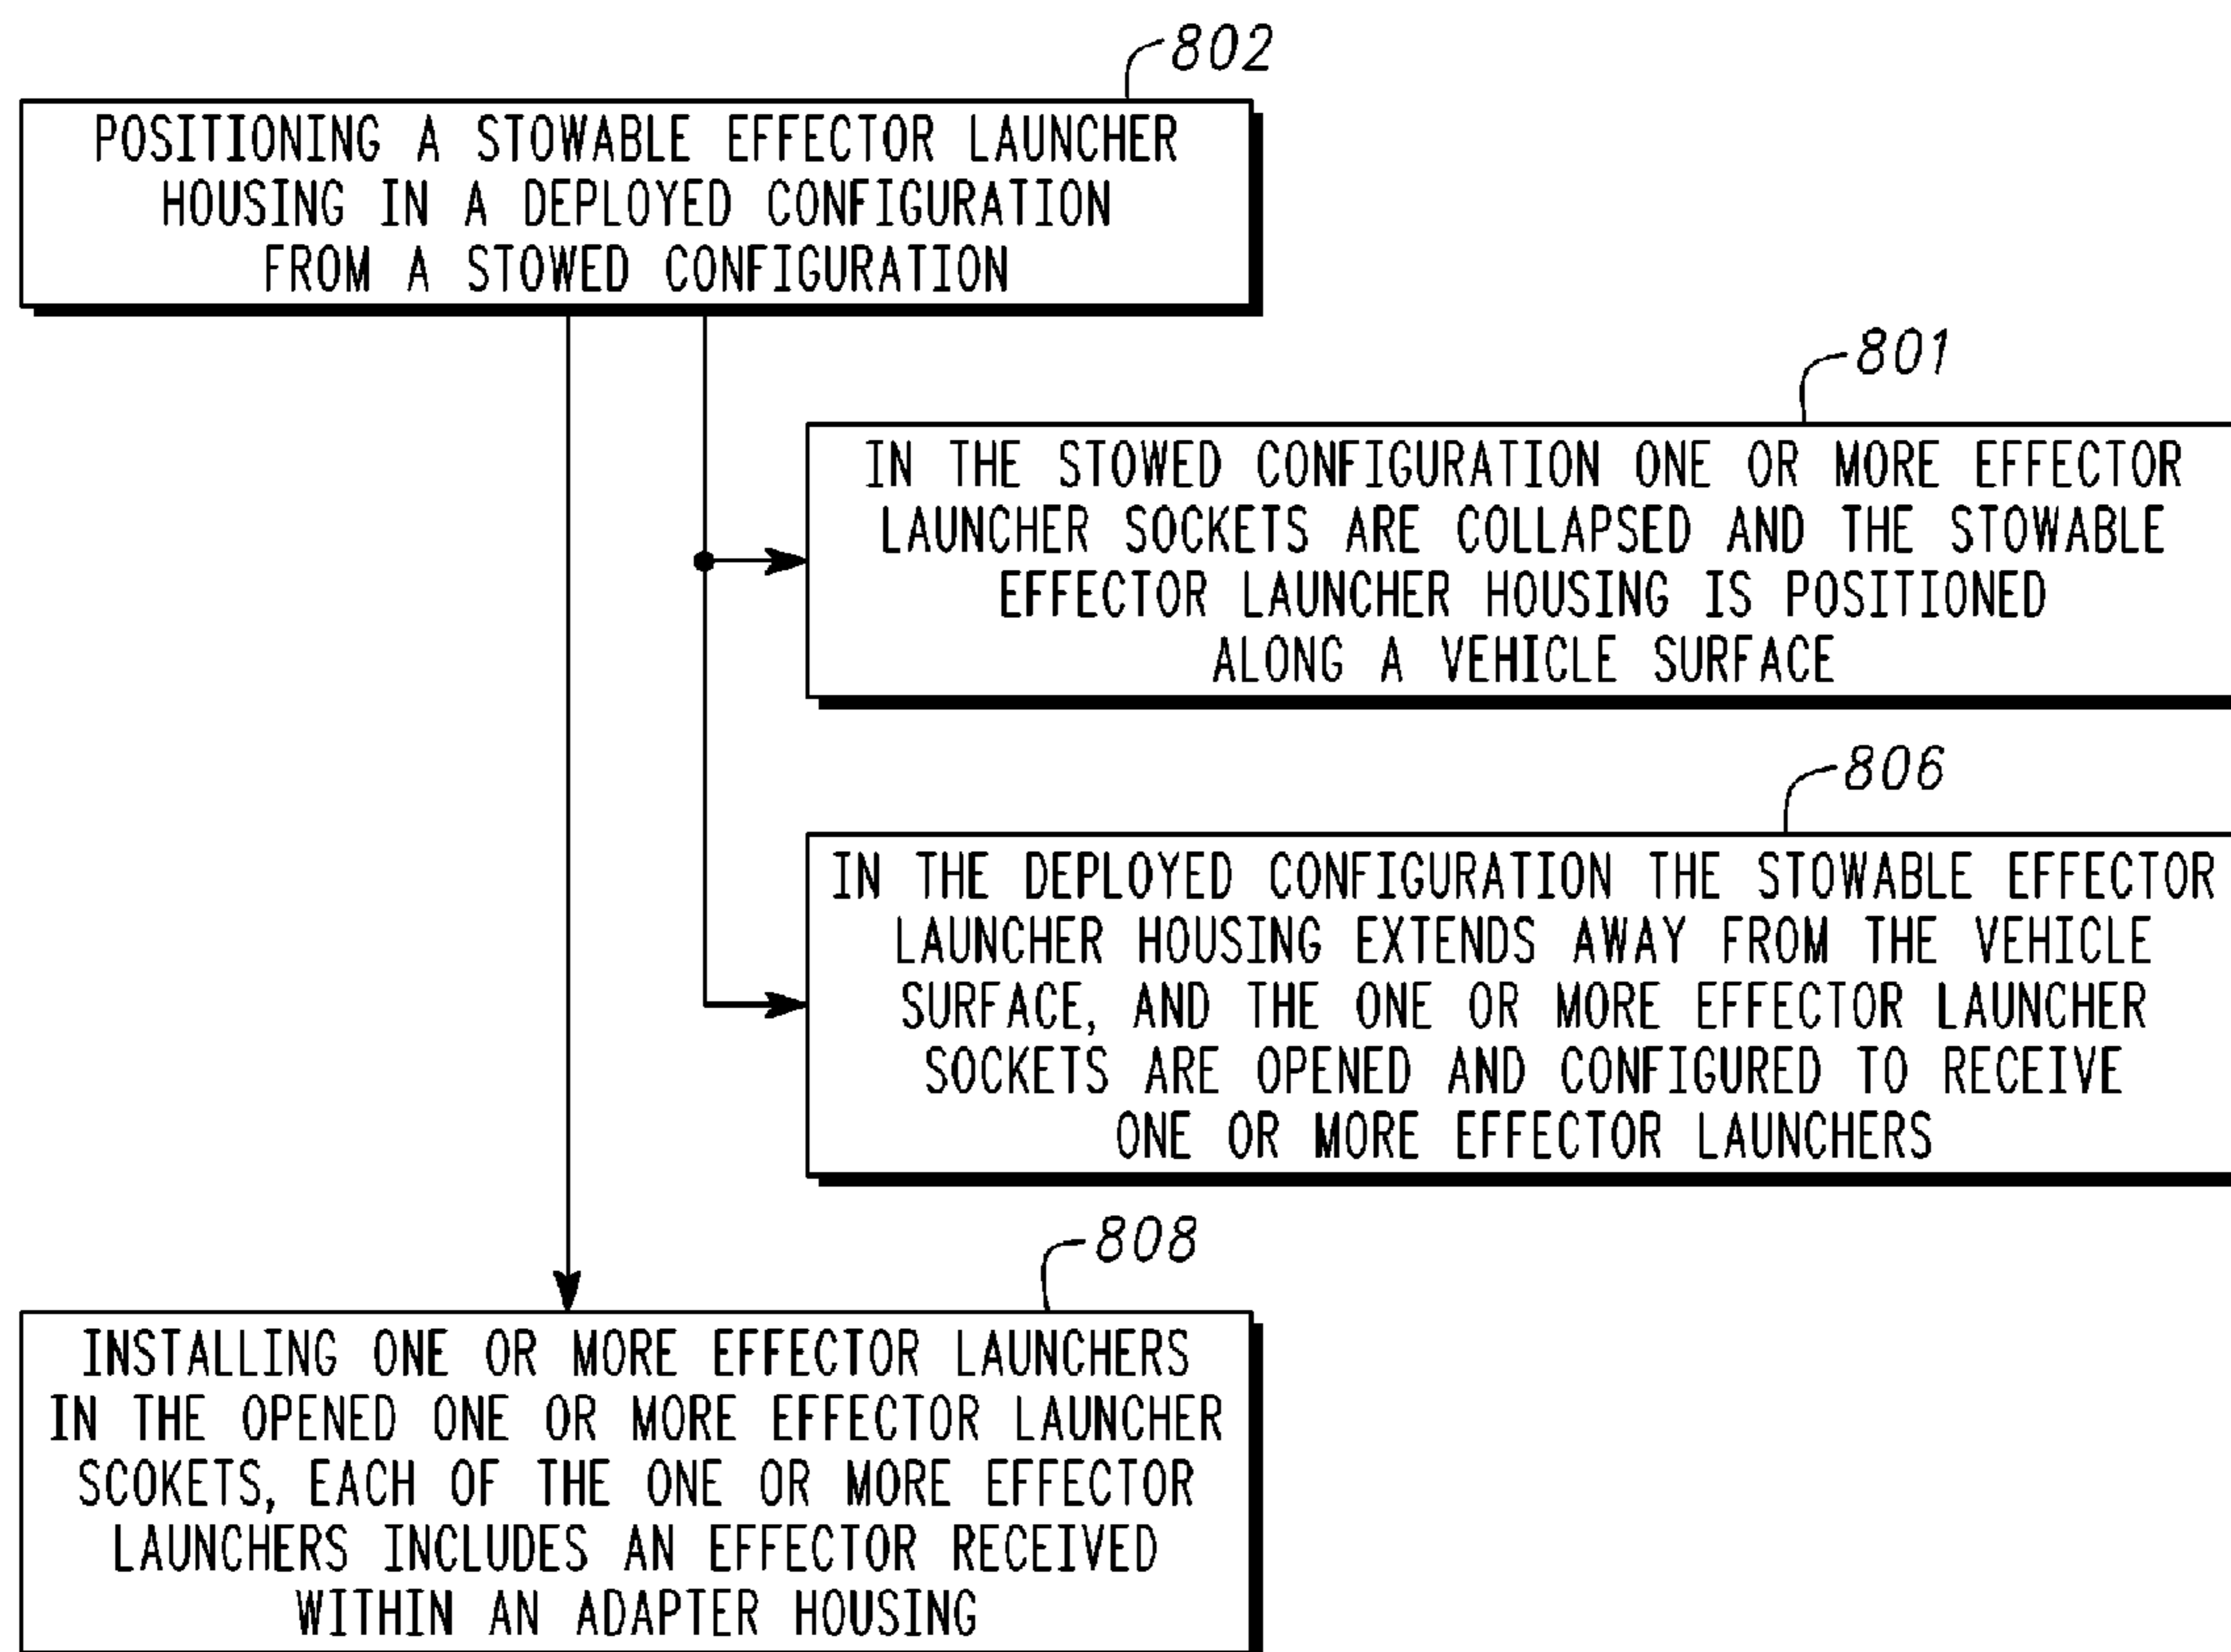 802
POSITIONING A STOWABLE EFFECTOR LAUNCHER
HOUSING IN A DEPLOYED CONFIGURATION
FROM A STOWED CONFIGURATION
801
IN THE STOWED CONFIGURATION ONE OR MORE EFFECTOR
LAUNCHER SOCKETS ARE COLLAPSED AND THE STOWABLE
EFFECTOR LAUNCHER HOUSING IS POSITIONED
ALONG A VEHICLE SURFACE
806
IN THE DEPLOYED CONFIGURATION THE STOWABLE EFFECTOR
LAUNCHER HOUSING EXTENDS AWAY FROM THE VEHICLE
SURFACE, AND THE ONE OR MORE EFFECTOR LAUNCHER
SOCKETS ARE OPENED AND CONFIGURED TO RECEIVE
ONE OR MORE EFFECTOR LAUNCHERS
808
INSTALLING ONE OR MORE EFFECTOR LAUNCHERS
IN THE OPENED ONE OR MORE EFFECTOR LAUNCHER
SCOKETS, EACH OF THE ONE OR MORE EFFECTOR
LAUNCHERS INCLUDES AN EFFECTOR RECEIVED
WITHIN AN ADAPTER HOUSING